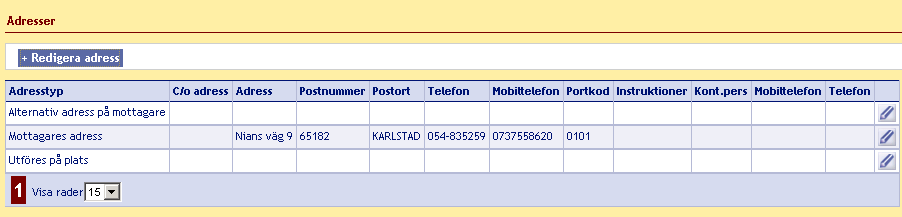 Adresser
+ Redigera adress
Adresstyp C/o adress Adress Postnummer Postort Telefon Mobiltelefon Portkod Instruktioner Kont.pers Mobiltelefon Telefon
Alternativ adress på mottagare
Mottagares adress Nians väg 9 65182 KARLSTAD 054-835259 0737558620 0101
Utföres på plats
1 Visa rader 15